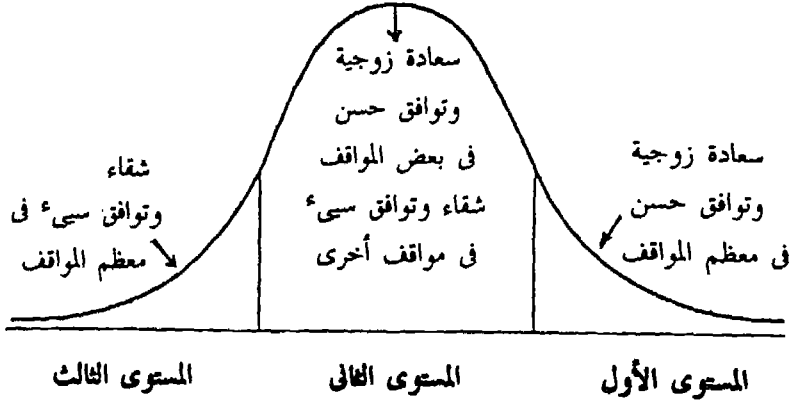 سعادة زوجية
وتوافق حسن
فى معظم المواقف
سعادة زوجية
وتوافق حسن
فى بعض المواقف
شقاء وتوافق سيىء
فى مواقف أخرى
شقاء
وتوافق سيىء فى
معظم المواقف
المستوى الأول
المستوى الثانى
المستوى الثالث